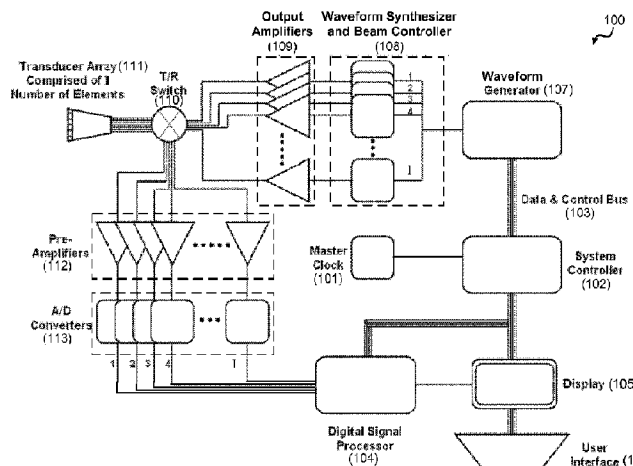 100
Output
Amplifiers
(109)
Waveform Synthesizer
and Beam Controller
(108)
Transducer Array (111)
Comprised of I
Number of Elements
T/R
Switch
(110)
1
2
3
4
I
Waveform
Generator (107)
Data & Control Bus
(103)
Pre-
Amplifiers
(112)
Master
Clock
(101)
System
Controller
(102)
A/D
Converters
(113)
1 2 3 4 I
Digital Signal
Processor
(104)
Display (105
User
Interface (1